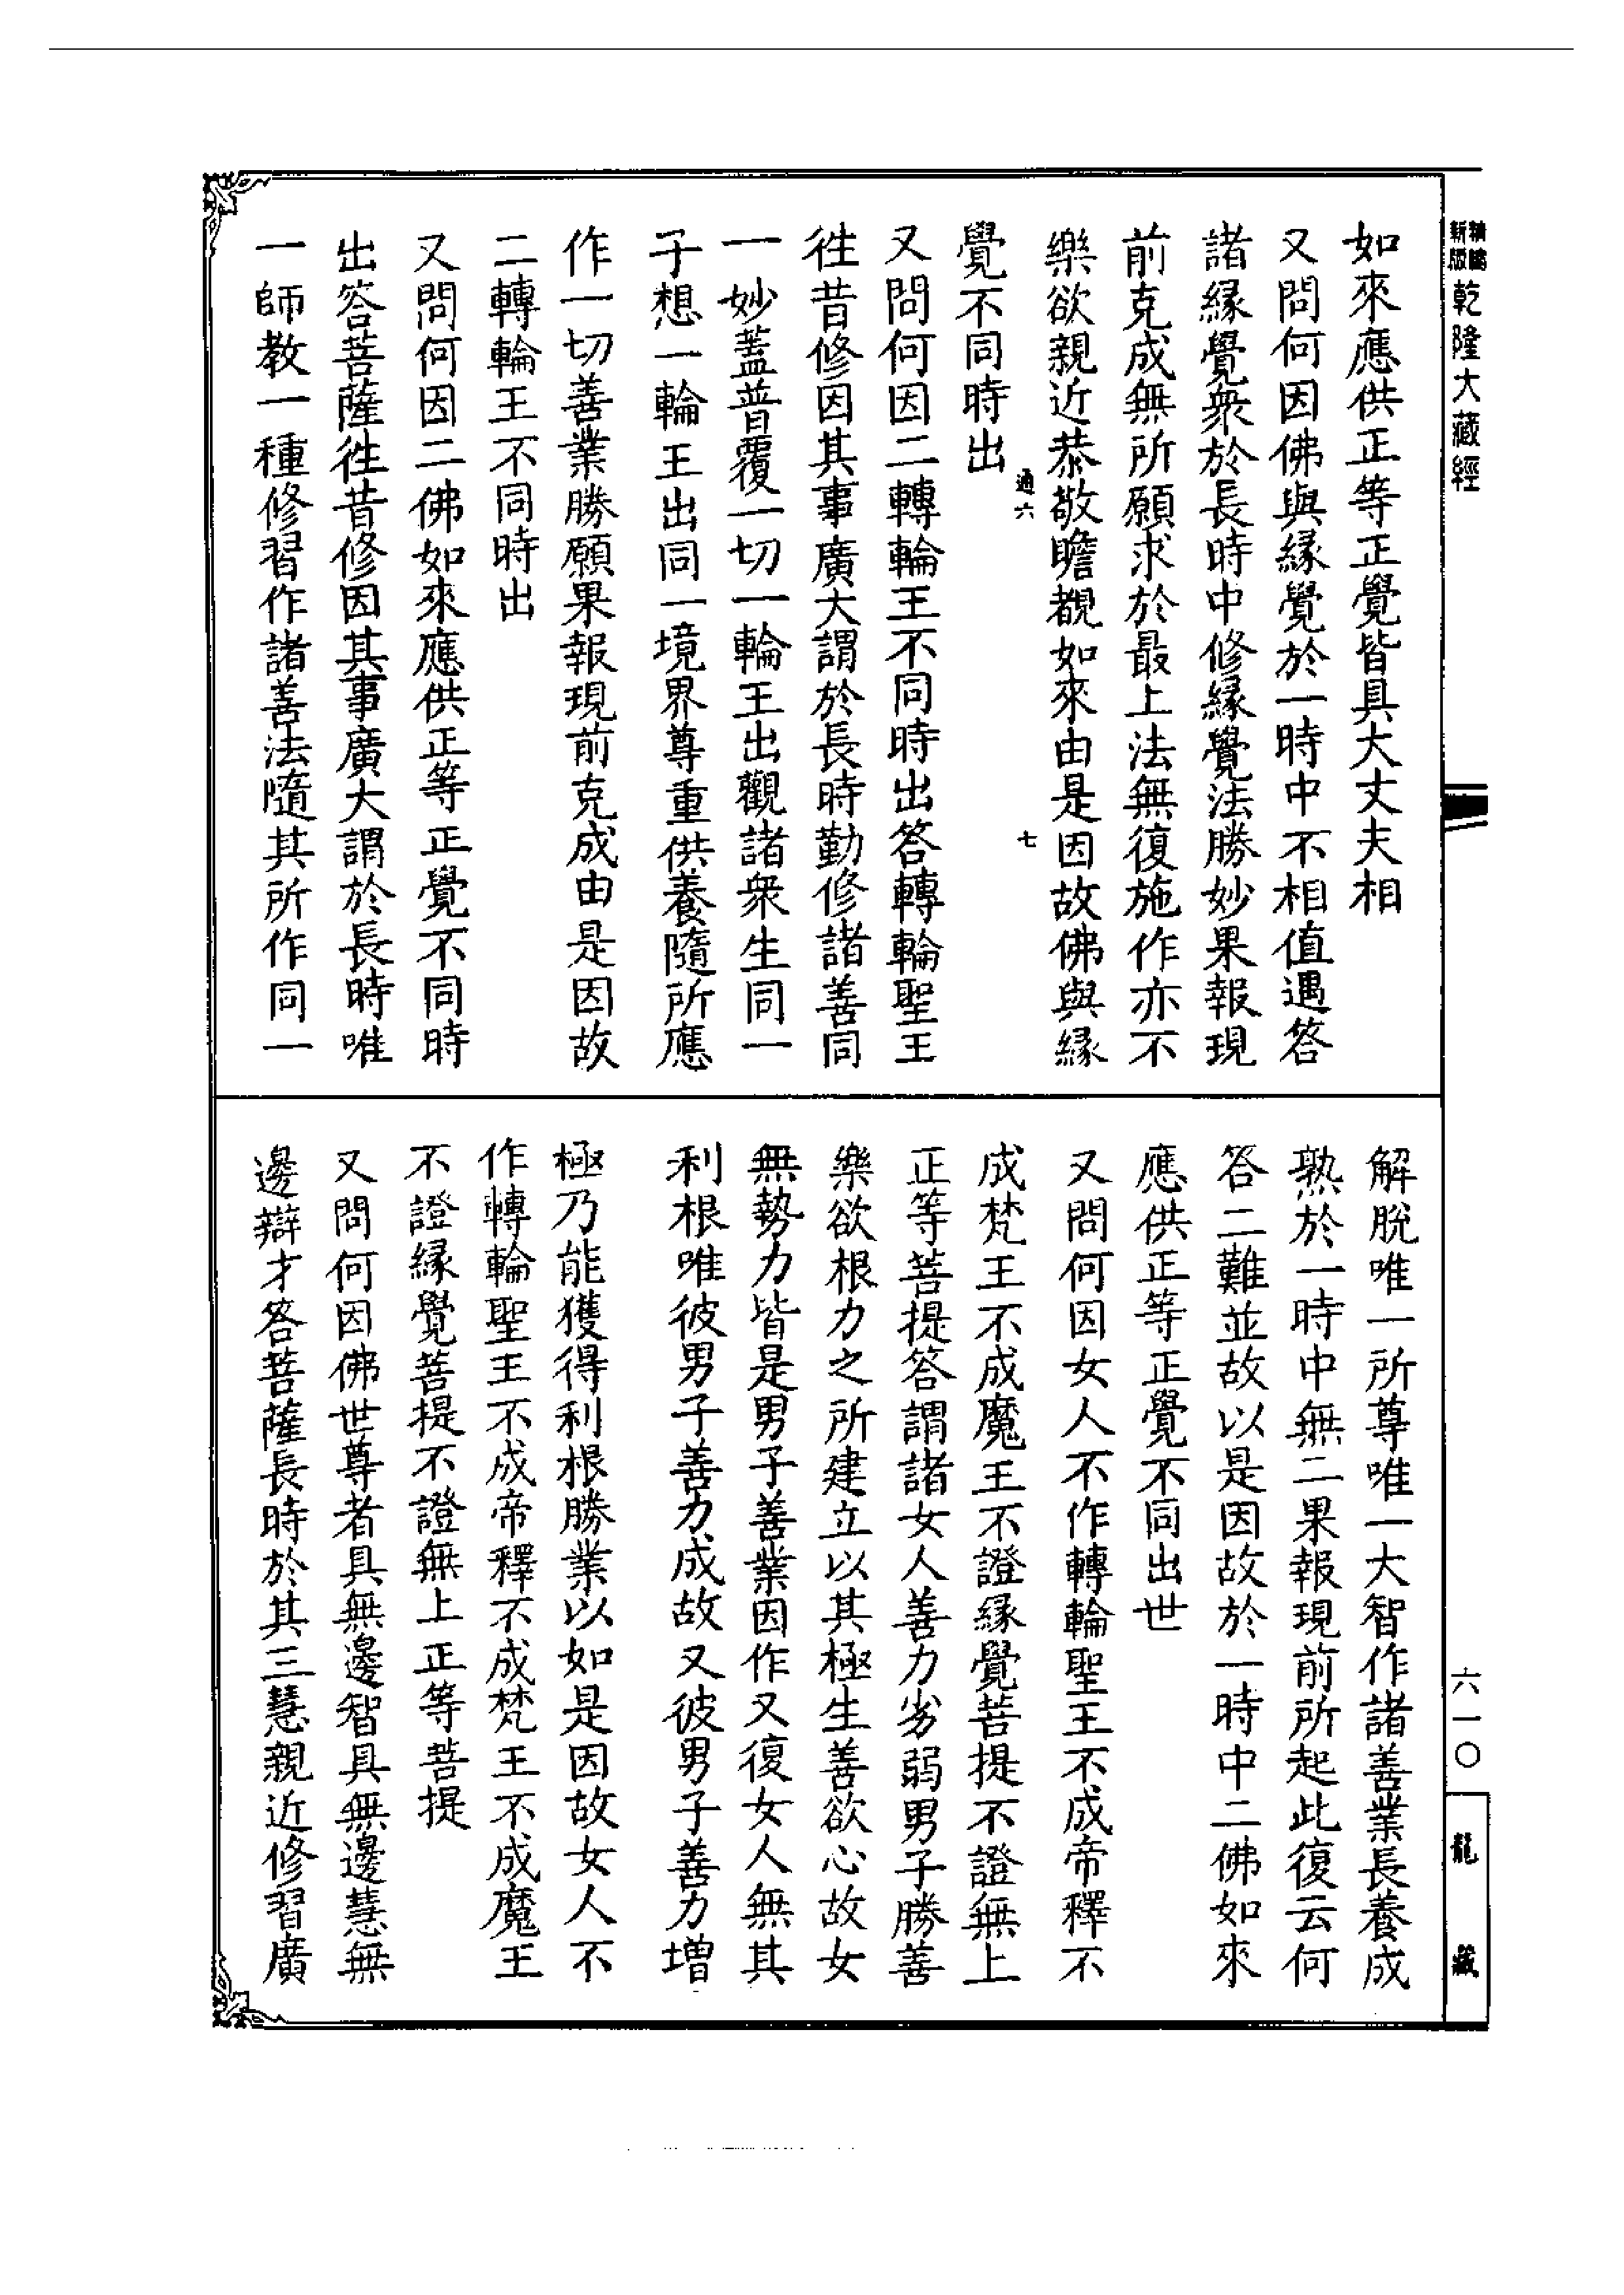 新版
乾隆大藏經
如來應供正等正覺皆具大丈夫相
又問何因佛與緣覺於一時中不相值遇答
諸緣覺衆於長時中修緣覺法勝妙果報現
前克成無所願求於最上法無復施作亦不
樂欲親近恭敬瞻覩如來由是因故佛與緣
通六
七
覺不同時出
又問何因二轉輪王不同時出答轉輪聖王
往昔修因其事廣大謂於長時勤修諸善同
一妙蓋普覆一切一輪王出觀諸衆生同一
子想一輪王出同一境界尊重供養隨所應
作一切善業勝願果報現前克成由是因故
二轉輪王不同時出
又問何因二佛如來應供正等正覺不同時
出答菩薩往昔修因其事廣大謂於長時唯
一師教一種修習作諸善法隨其所作同一
六一〇
龍藏
解脫唯一所尊唯一大智作諸善業長養成
熟於一時中無二果報現前所起此復云何
答二難並故以是因故於一時中二佛如來
應供正等正覺不同出世
又問何因女人不作轉輪聖王不成帝釋不
成梵王不成魔王不證緣覺菩提不證無上
正等菩提答謂諸女人善力劣弱男子勝善
樂欲根力之所建立以其極生善欲心故女
無勢力皆是男子善業因作又復女人無其
利根唯彼男子善力成故又彼男子善力增
極乃能獲得利根勝業以如是因故女人不
作轉輪聖王不成帝釋不成梵王不成魔王
不證緣覺菩提不證無上正等菩提
又問何因佛世尊者具無邊智具無邊慧無
邊辯才答菩薩長時於其三慧親近修習廣